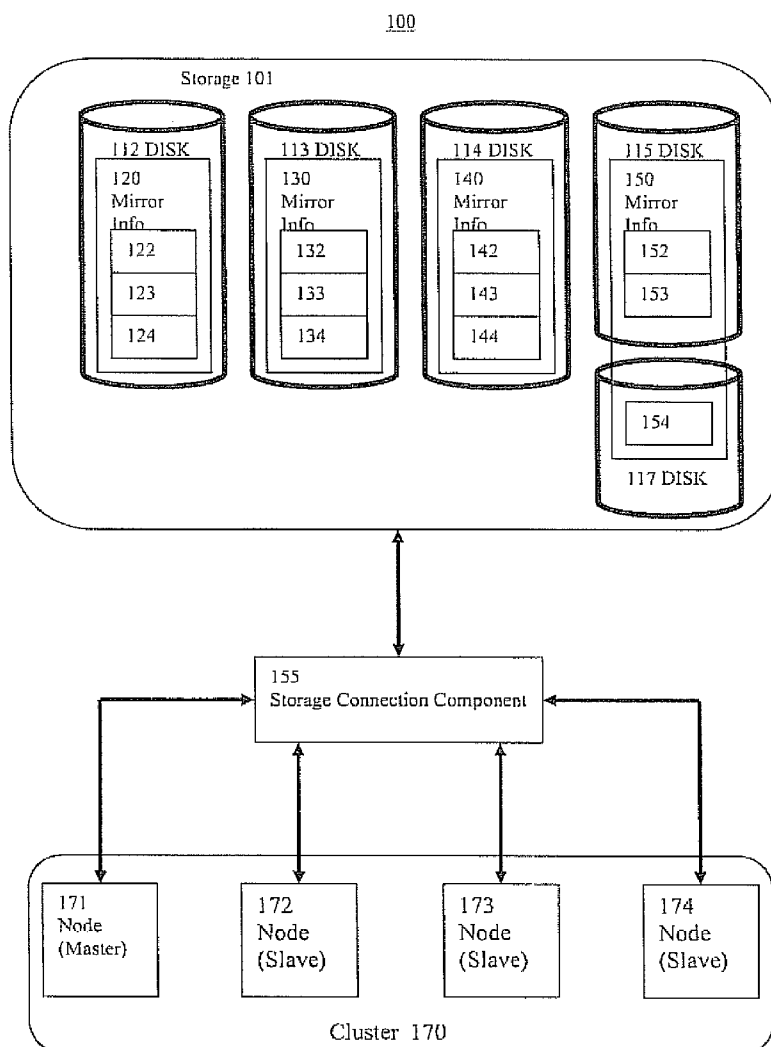 100
Storage 101
112 DISK
120
Mirror
Info
122
123
124
113 DISK
130
Mirror
Info
132
133
134
114 DISK
140
Mirror
Info
142
143
144
115 DISK
150
Mirror
Info
152
153
154
117 DISK
155
Storage Connection Component
171
Node
(Master)
172
Node
(Slave)
173
Node
(Slave)
174
Node
(Slave)
Cluster 170